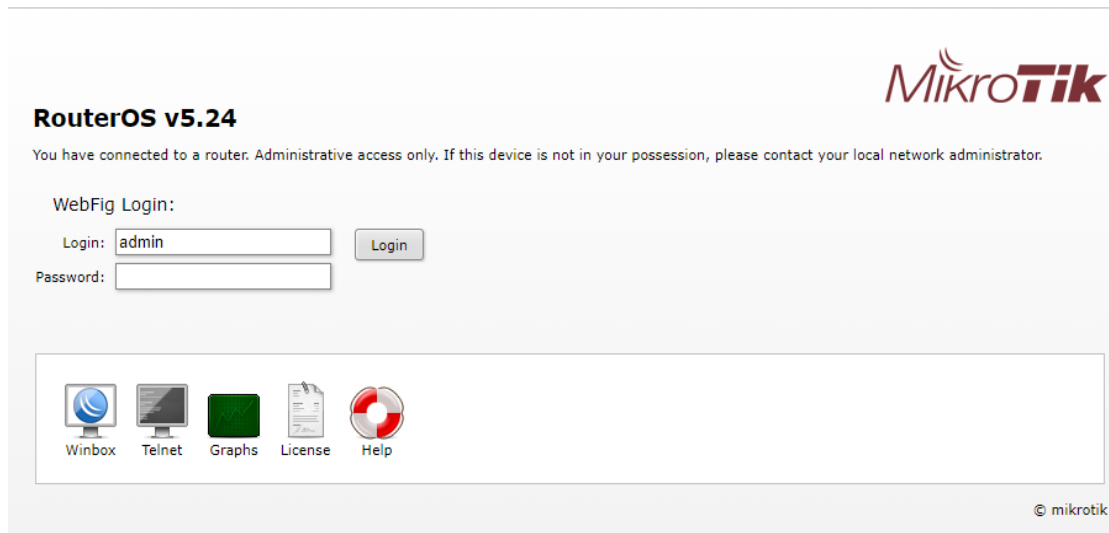 MikroTik
RouterOS v5.24
You have connected to a router. Administrative access only. If this device is not in your possession, please contact your local network administrator.
WebFig Login:
Login: admin Login
Password:
Winbox Telnet Graphs License Help
© mikrotik